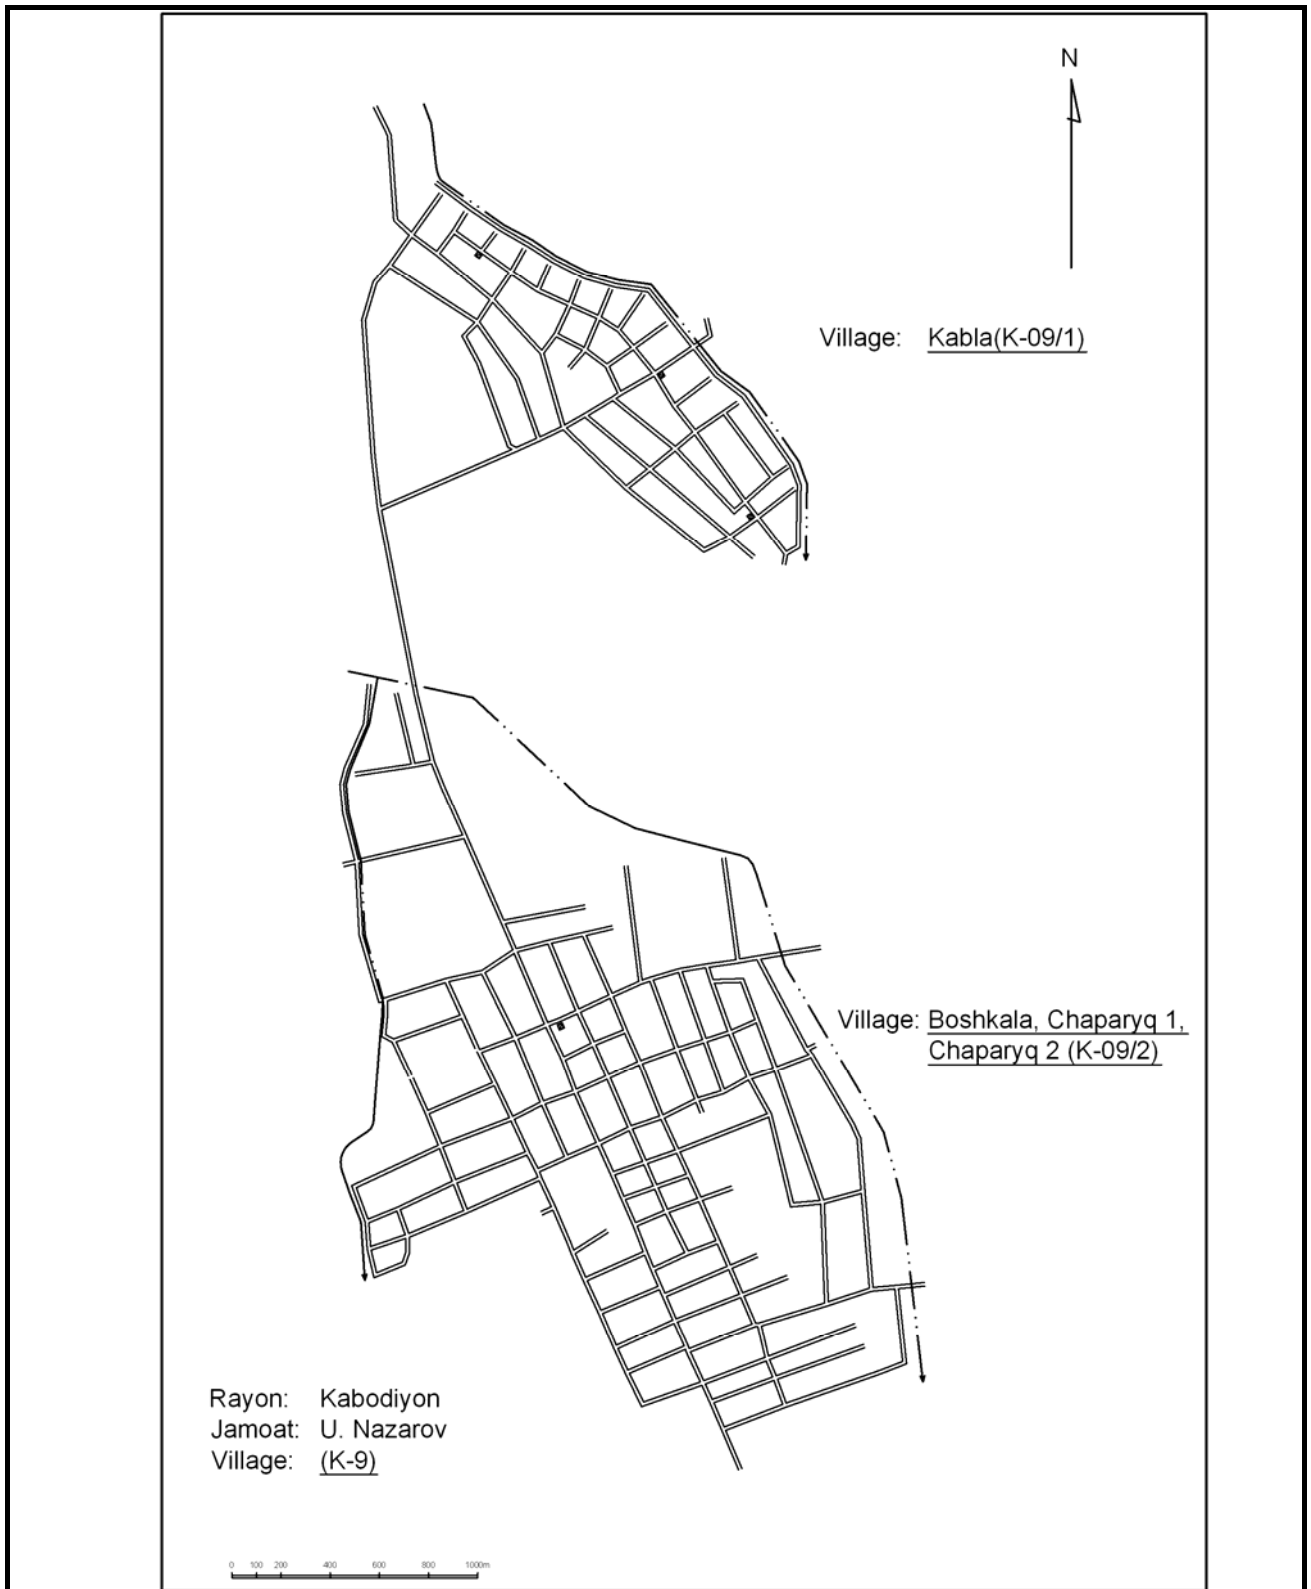 N
Village: Kabla(K-09/1)
Village: Boshkala, Chaparyq 1,
Chaparyq 2 (K-09/2)
Rayon: Kabodiyon
Jamoat: U. Nazarov
Village: (K-9)
0 100 200 400 600 800 1000m